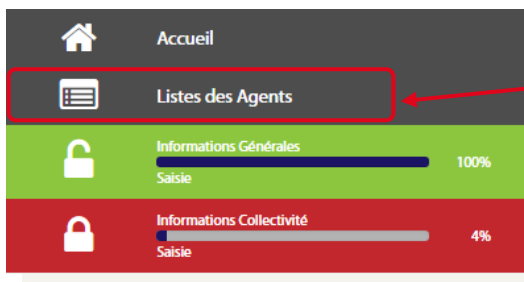 Accueil
Listes des Agents
Informations Générales
100%
Saisie
Informations Collectivité
4%
Saisie